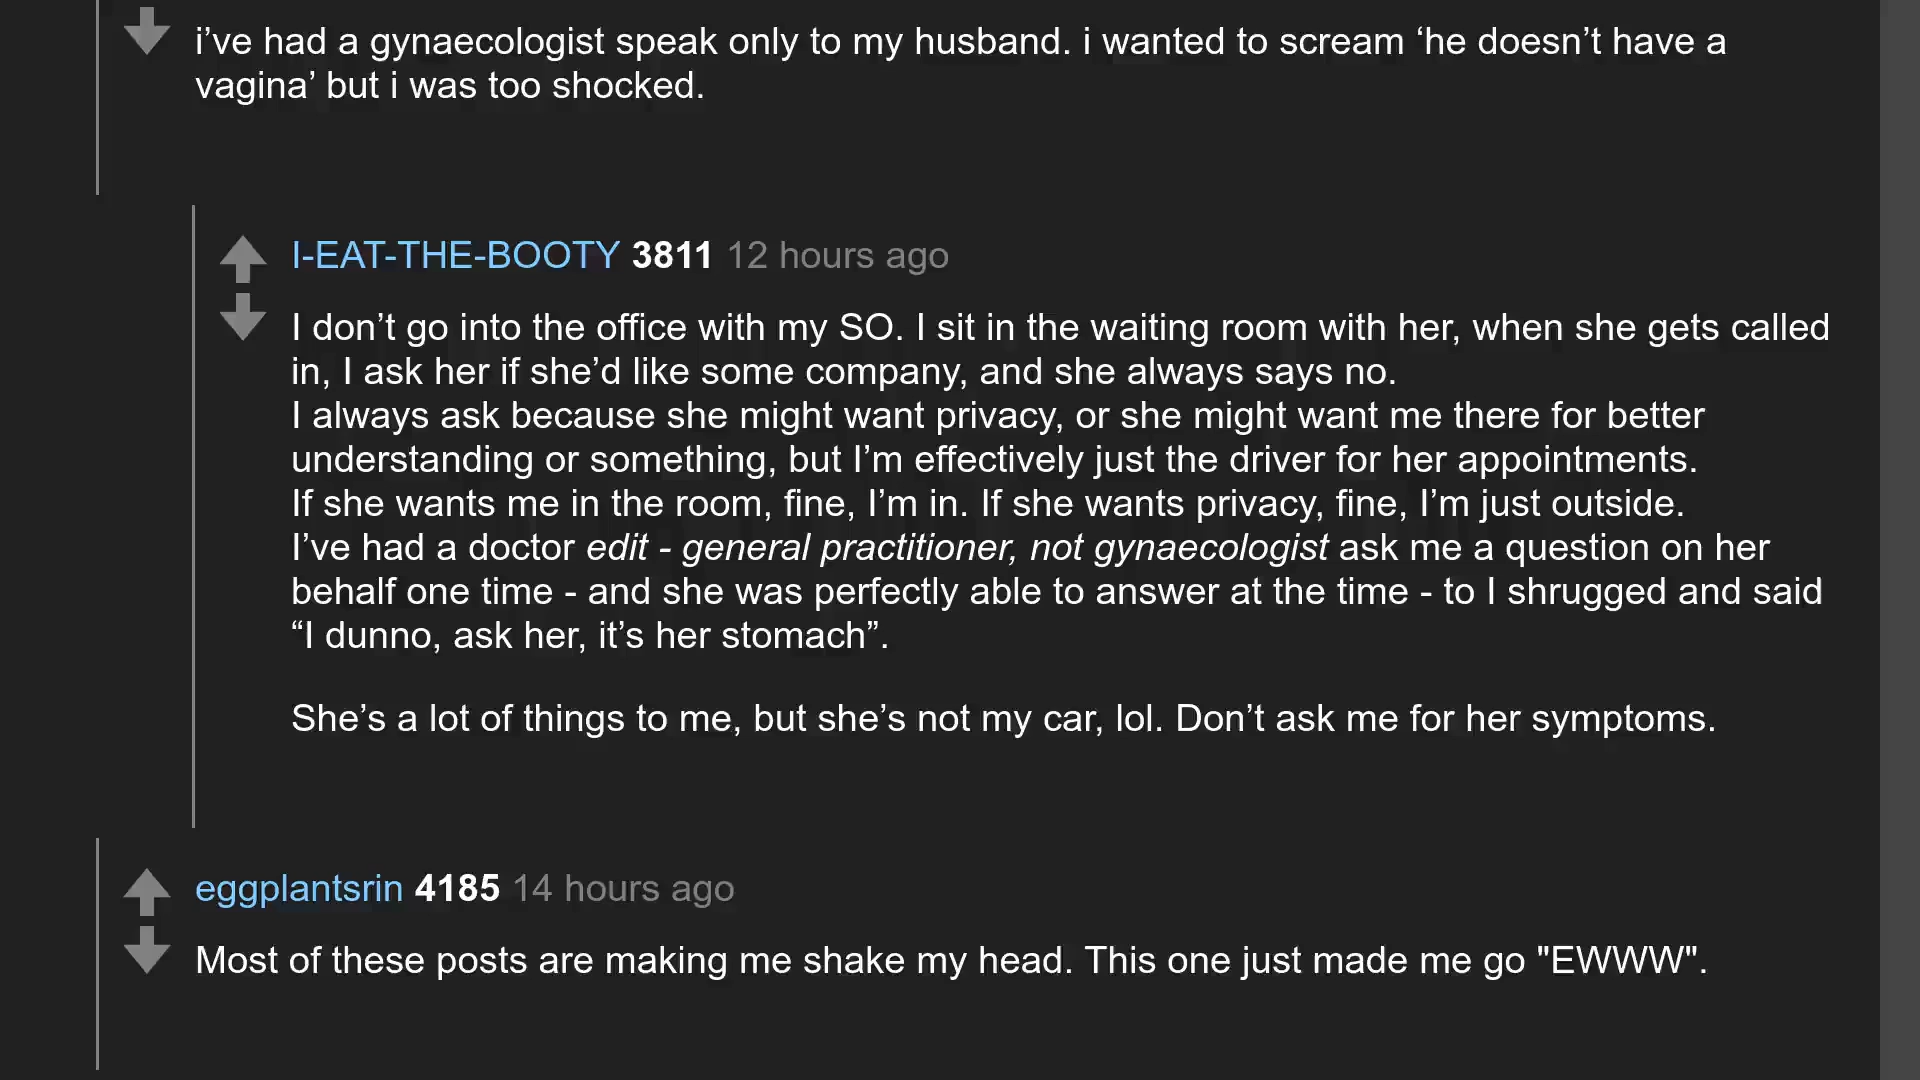 i’ve had a gynaecologist speak only to my husband. i wanted to scream ‘he doesn’t have a
vagina’ but i was too shocked.
I-EAT-THE-BOOTY 3811 12 hours ago
I don’t go into the office with my SO. I sit in the waiting room with her, when she gets called
in, I ask her if she’d like some company, and she always says no.
I always ask because she might want privacy, or she might want me there for better
understanding or something, but I’m effectively just the driver for her appointments.
If she wants me in the room, fine, I’m in. If she wants privacy, fine, I’m just outside.
I’ve had a doctor edit - general practitioner, not gynaecologist ask me a question on her
behalf one time - and she was perfectly able to answer at the time - to I shrugged and said
“I dunno, ask her, it’s her stomach”.
She’s a lot of things to me, but she’s not my car, lol. Don’t ask me for her symptoms.
eggplantsrin 4185 14 hours ago
Most of these posts are making me shake my head. This one just made me go "EWWW".